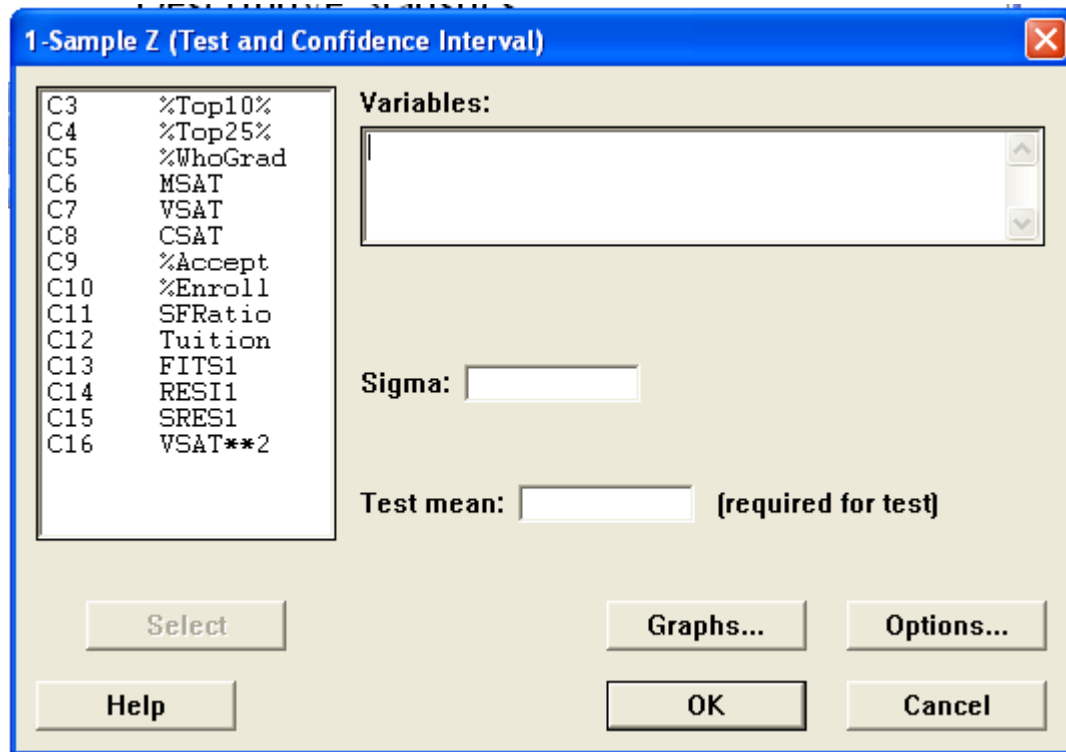 1-Sample Z (Test and Confidence Interval)
C3 %Top10%
C4 %Top25%
C5 %WhoGrad
C6 MSAT
C7 VSAT
C8 CSAT
C9 %Accept
C10 %Enroll
C11 SFRatio
C12 Tuition
C13 FITS1
C14 RESI1
C15 SRES1
C16 VSAT**2
Variables:
Sigma:
Test mean: (required for test)
Select
Graphs...
Options...
Help
OK
Cancel